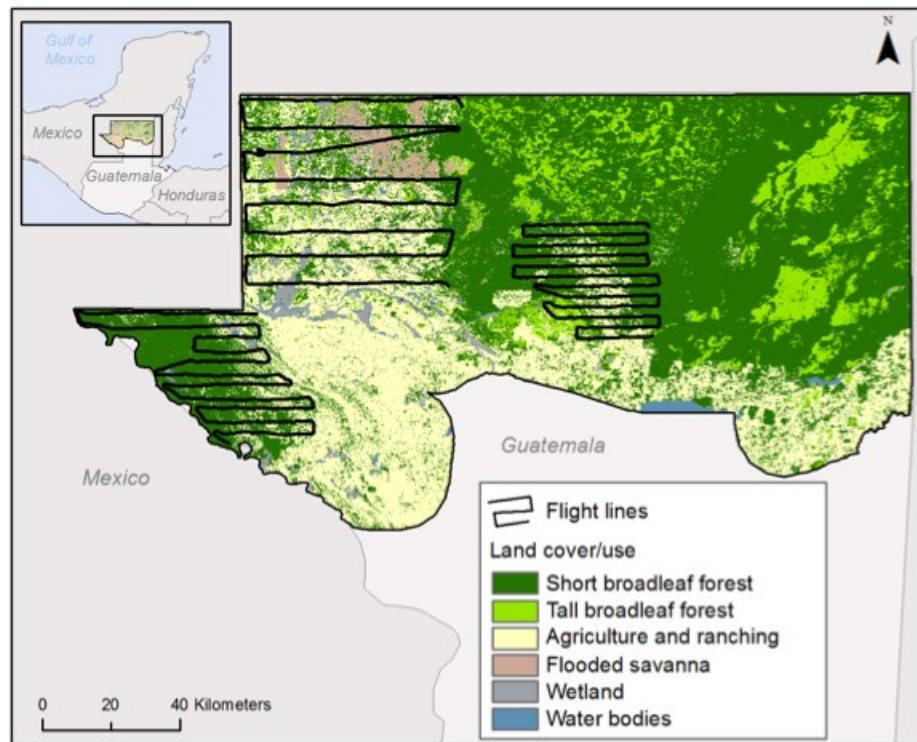 Gulf of
Mexico
Mexico
Guatemala
Honduras
N
Mexico
Guatemala
Flight lines
Land cover/use
Short broadleaf forest
Tall broadleaf forest
Agriculture and ranching
Flooded savanna
Wetland
Water bodies
0 20 40 Kilometers